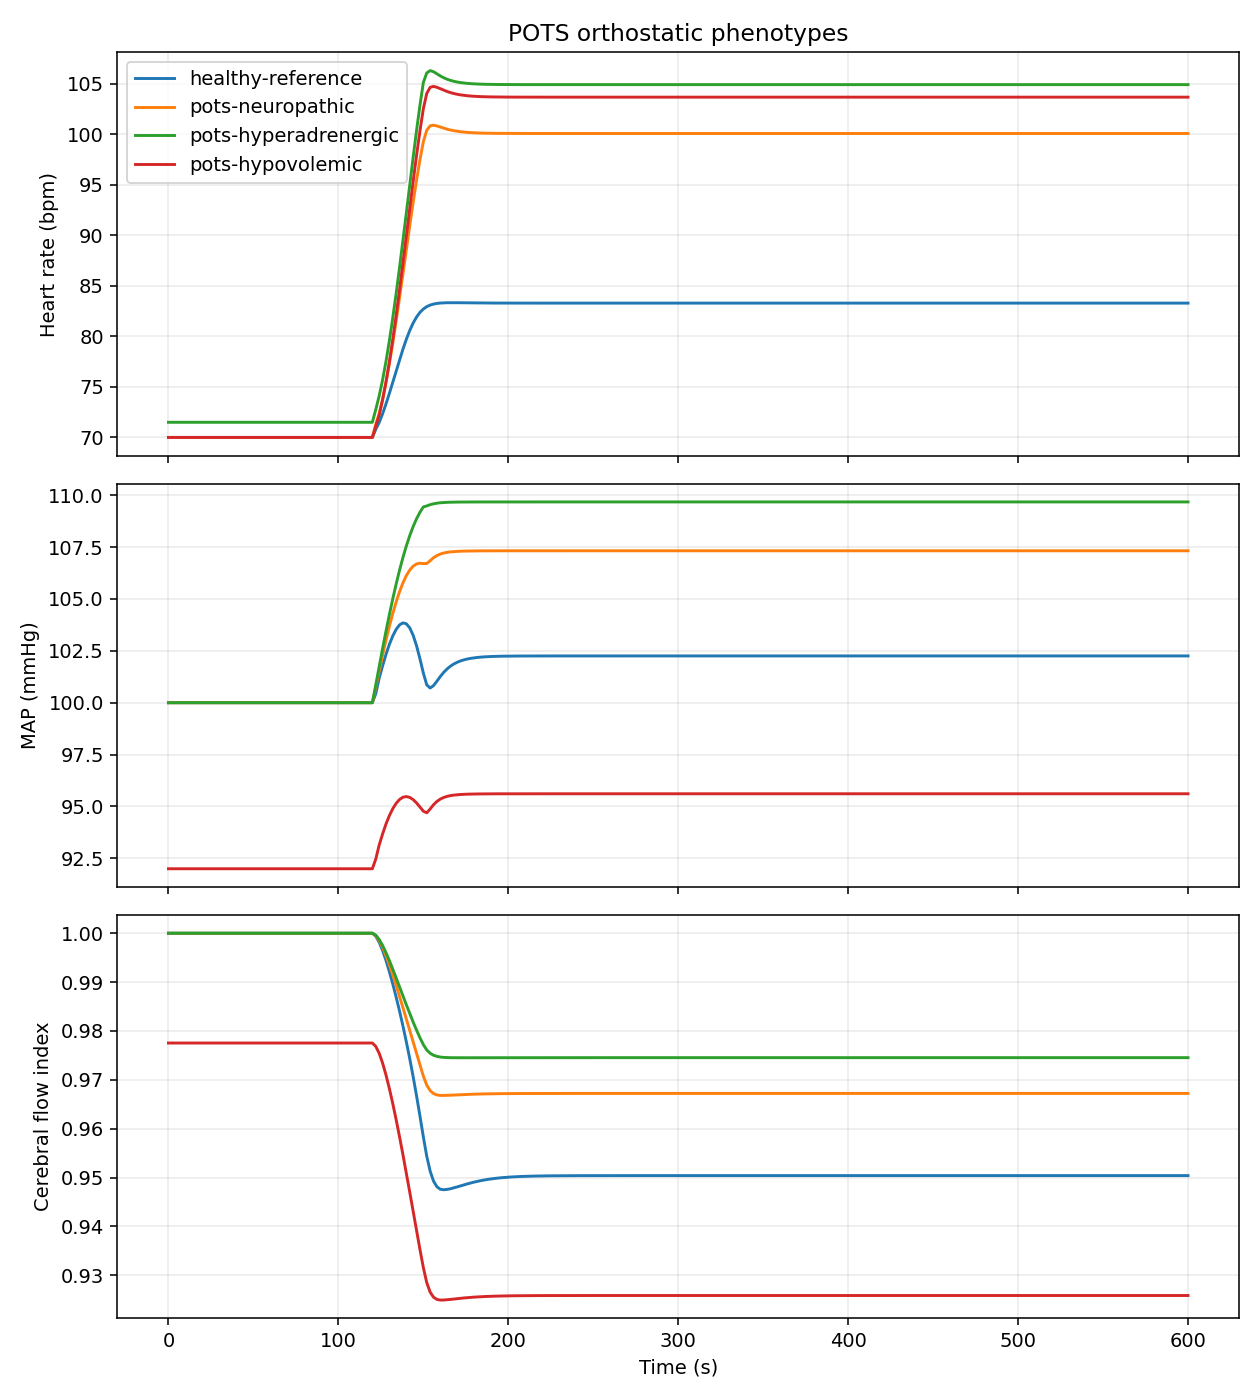 POTS orthostatic phenotypes
healthy-reference
pots-neuropathic
pots-hyperadrenergic
pots-hypovolemic
Heart rate (bpm)
105
100
95
90
85
80
75
70
MAP (mmHg)
110.0
107.5
105.0
102.5
100.0
97.5
95.0
92.5
Cerebral flow index
1.00
0.99
0.98
0.97
0.96
0.95
0.94
0.93
0 100 200 300 400 500 600
Time (s)